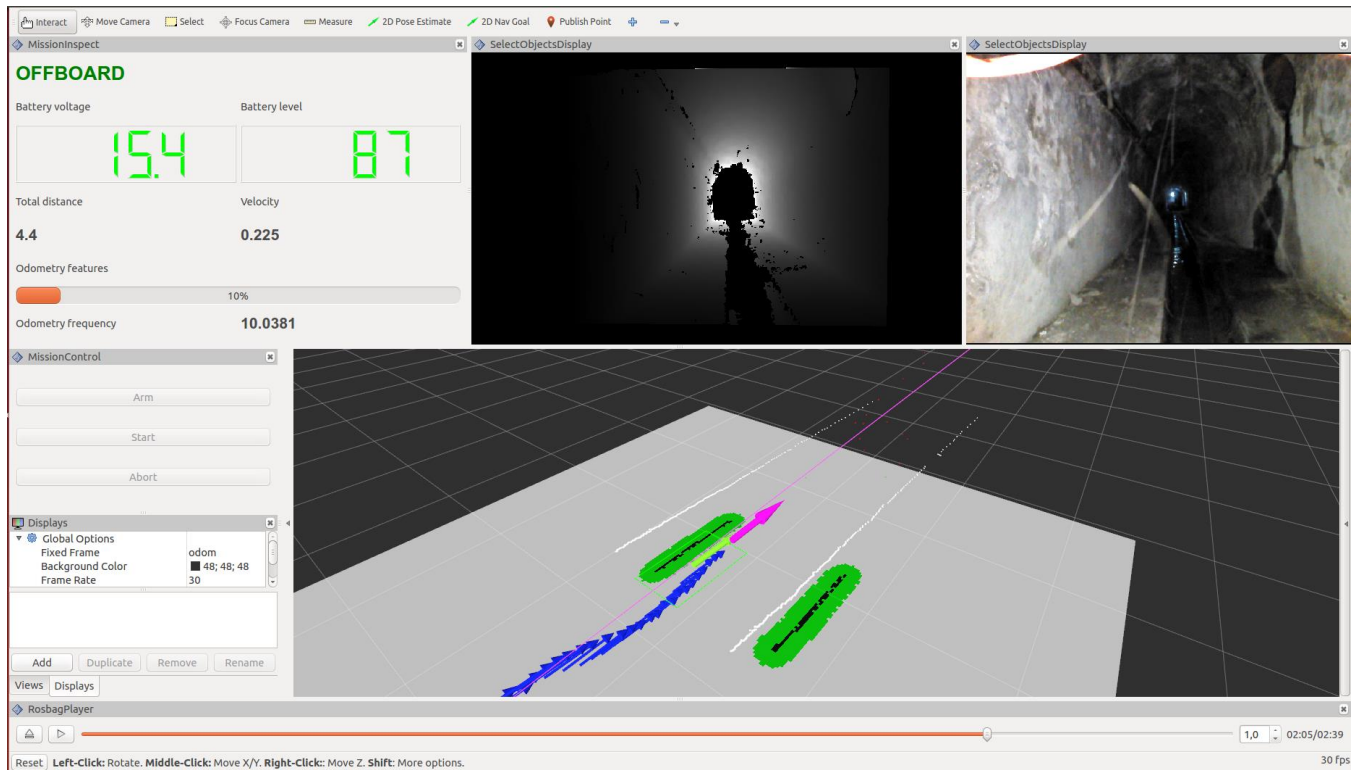 Interact Move Camera Select Focus Camera Measure 2D Pose Estimate 2D Nav Goal Publish Point
MissionInspect
SelectObjectsDisplay
SelectObjectsDisplay
OFFBOARD
Battery voltage Battery level
15.4 87
Total distance Velocity
4.4 0.225
Odometry features
10%
Odometry frequency 10.0381
MissionControl
Arm
Start
Abort
Displays
Global Options
Fixed Frame odom
Background Color 48; 48; 48
Frame Rate 30
Add Duplicate Remove Rename
Views Displays
RosbagPlayer
1,0 02:05/02:39
Reset Left-Click: Rotate. Middle-Click: Move X/Y. Right-Click:: Move Z. Shift: More options. 30 fps